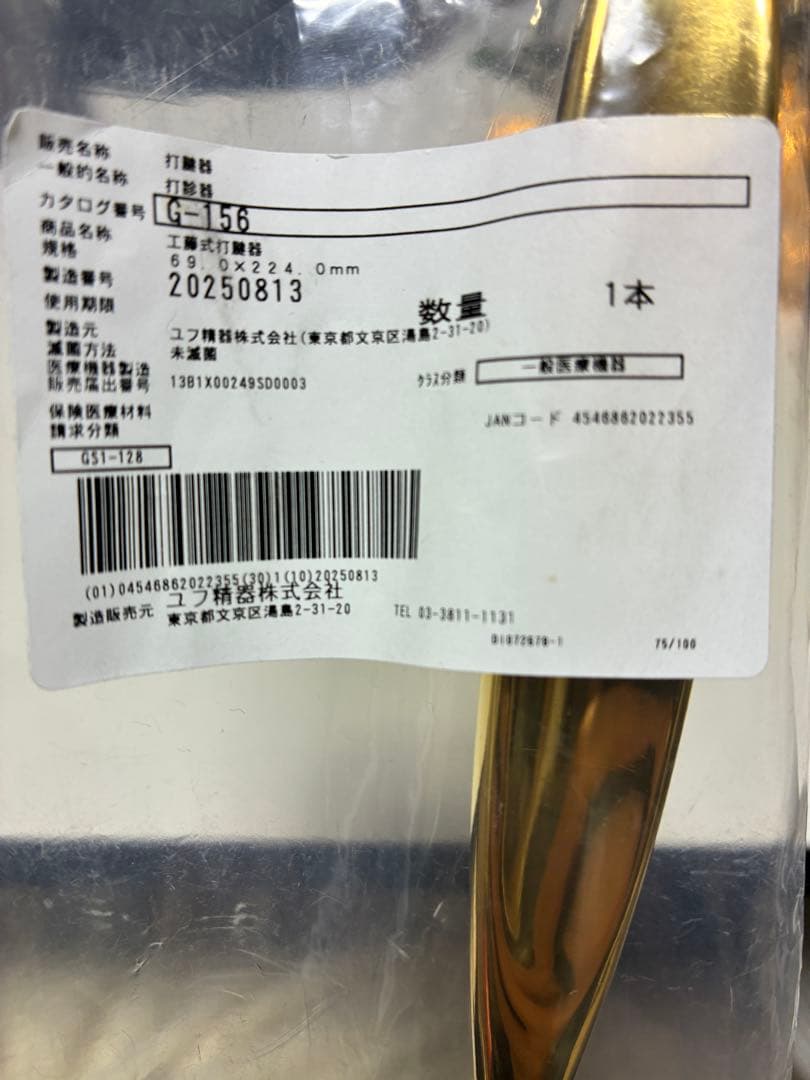 販売名称 打腱器
一般的名称 打診器
カタログ番号 G-156
商品名称 工藤式打腱器
規格 69.0×224.0mm
製造番号 20250813
使用期限
数量 1本
製造元 ユフ精器株式会社(東京都文京区湯島2-31-20)
滅菌方法 未滅菌
医療機器製造
販売届出番号 13B1X00249SD0003
クラス分類 一般医療機器
保険医療材料
請求分類
JANコード 4546862022355
GS1-128
(01)04546862022355(30)1(10)20250813
製造販売元 ユフ精器株式会社
東京都文京区湯島2-31-20 TEL 03-3811-1131
75/100